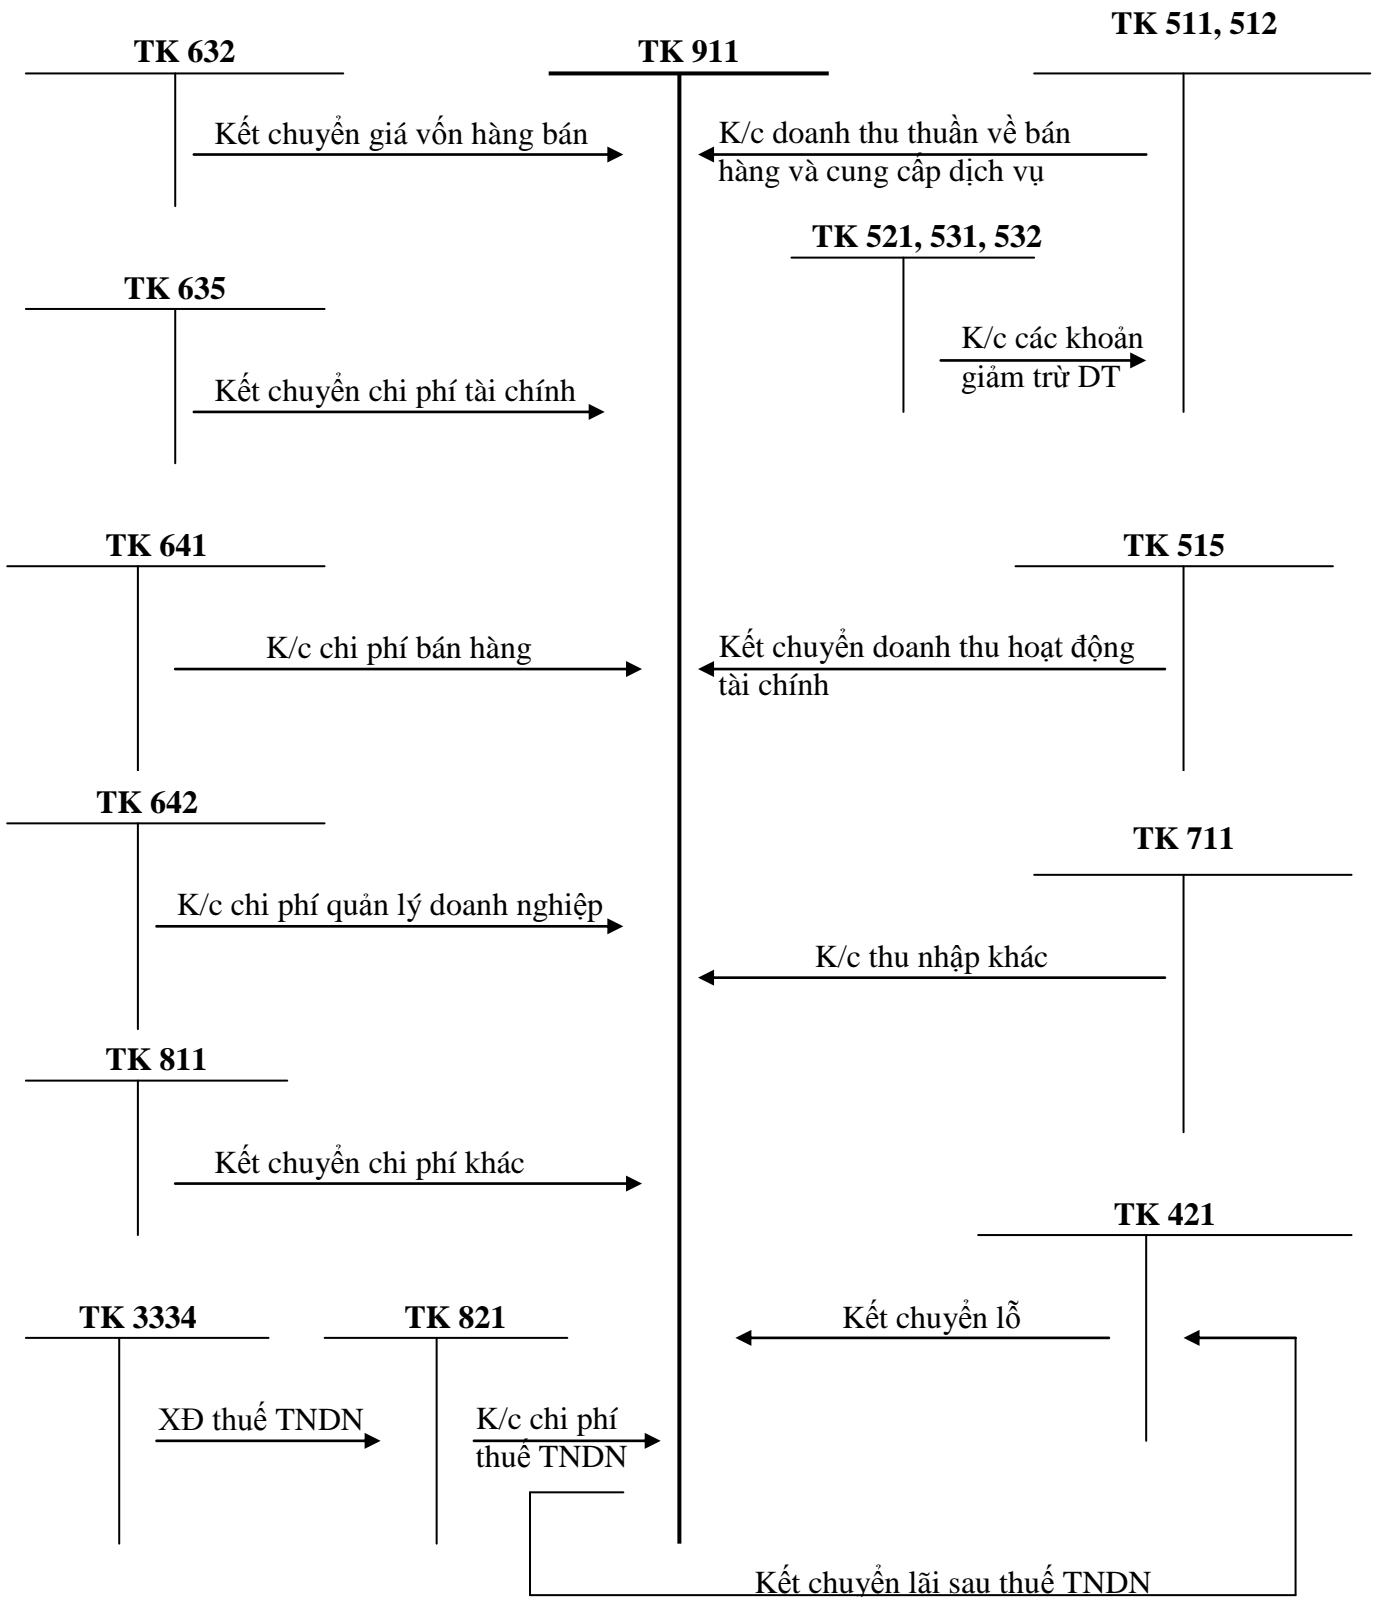 TK 511, 512
TK 632
TK 911
Kết chuyển giá vốn hàng bán
K/c doanh thu thuần về bán
hàng và cung cấp dịch vụ
TK 521, 531, 532
TK 635
K/c các khoản
giảm trừ DT
Kết chuyển chi phí tài chính
TK 641
TK 515
K/c chi phí bán hàng
Kết chuyển doanh thu hoạt động
tài chính
TK 642
TK 711
K/c chi phí quản lý doanh nghiệp
K/c thu nhập khác
TK 811
Kết chuyển chi phí khác
TK 421
TK 3334
TK 821
Kết chuyển lỗ
XĐ thuế TNDN
K/c chi phí
thuế TNDN
Kết chuyển lãi sau thuế TNDN